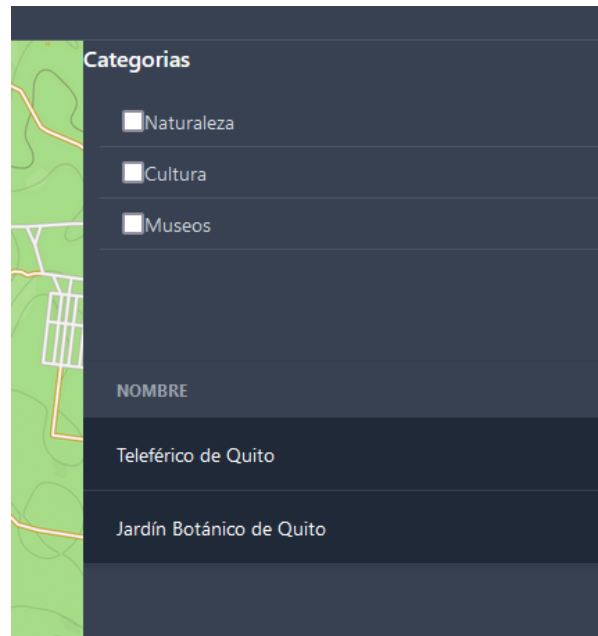 Categorias
Naturaleza
Cultura
Museos
NOMBRE
Teleférico de Quito
Jardín Botánico de Quito